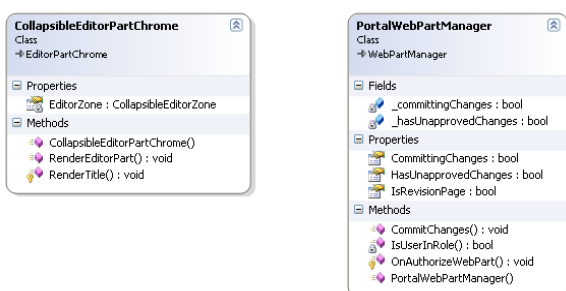 CollapsibleEditorPartChrome
Class
EditorPartChrome
Properties
EditorZone : CollapsibleEditorZone
Methods
CollapsibleEditorPartChrome()
RenderEditorPart() : void
RenderTitle() : void
PortalWebPartManager
Class
WebPartManager
Fields
_committingChanges : bool
_hasUnapprovedChanges : bool
Properties
CommittingChanges : bool
HasUnapprovedChanges : bool
IsRevisionPage : bool
Methods
CommitChanges() : void
IsUserInRole() : bool
OnAuthorizeWebPart() : void
PortalWebPartManager()